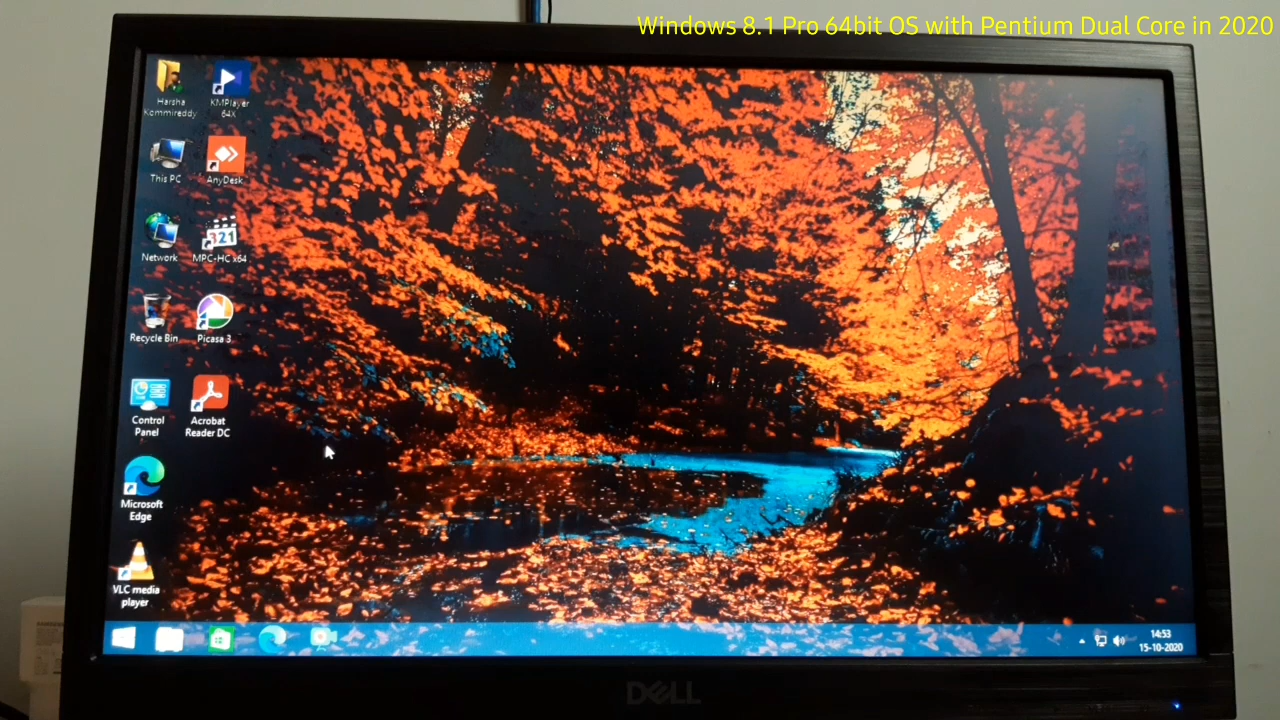 Windows 8.1 Pro 64bit OS with Pentium Dual Core in 2020
Harsha
Kommireddy
KMPlayer
64X
This PC
AnyDesk
Network
321
MPC-HC x64
Recycle Bin
Picasa 3
Control
Panel
Acrobat
Reader DC
Microsoft
Edge
VLC media
player
14:53
15-10-2020
DELL